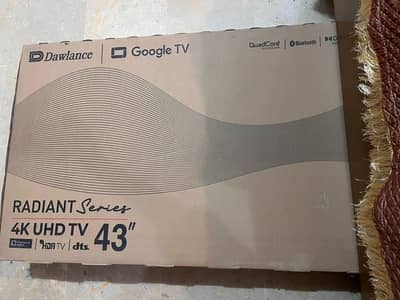 Dawlance | Google TV
QuadCore
Bluetooth
RADIANT Series
4K UHD TV 43"
HDR TV
dts